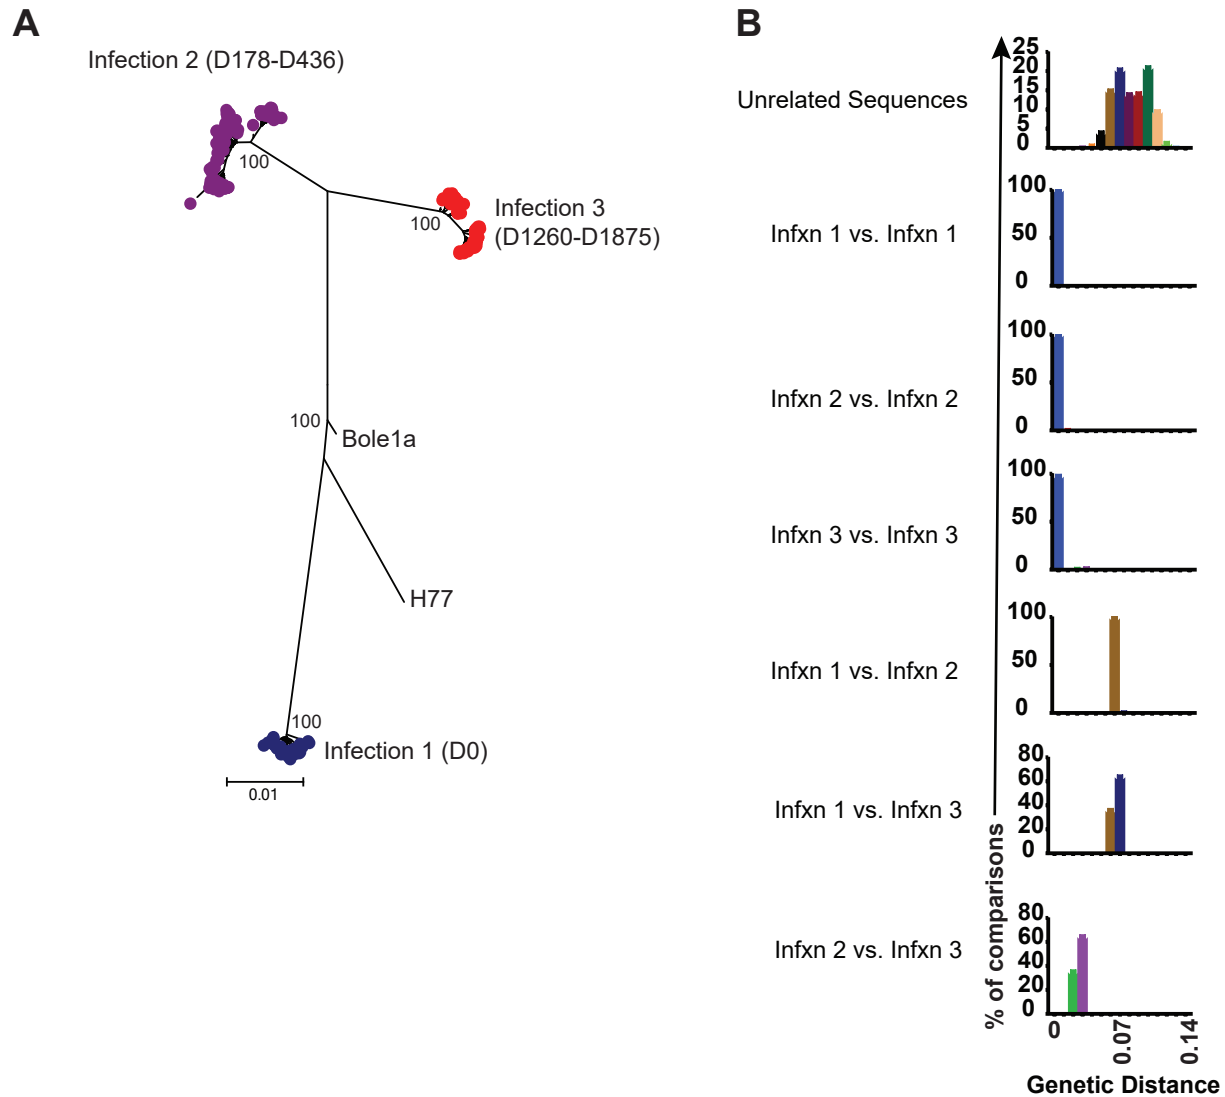 A
Infection 2 (D178-D436)
100
100
Infection 3
(D1260-D1875)
100
Bole1a
H77
100
Infection 1 (D0)
0.01
B
Unrelated Sequences
25
20
15
10
5
0
Infxn 1 vs. Infxn 1
100
50
0
Infxn 2 vs. Infxn 2
100
50
0
Infxn 3 vs. Infxn 3
100
50
0
Infxn 1 vs. Infxn 2
100
50
0
Infxn 1 vs. Infxn 3
80
60
40
20
0
Infxn 2 vs. Infxn 3
80
60
40
20
0
% of comparisons
0
0.07
0.14
Genetic Distance